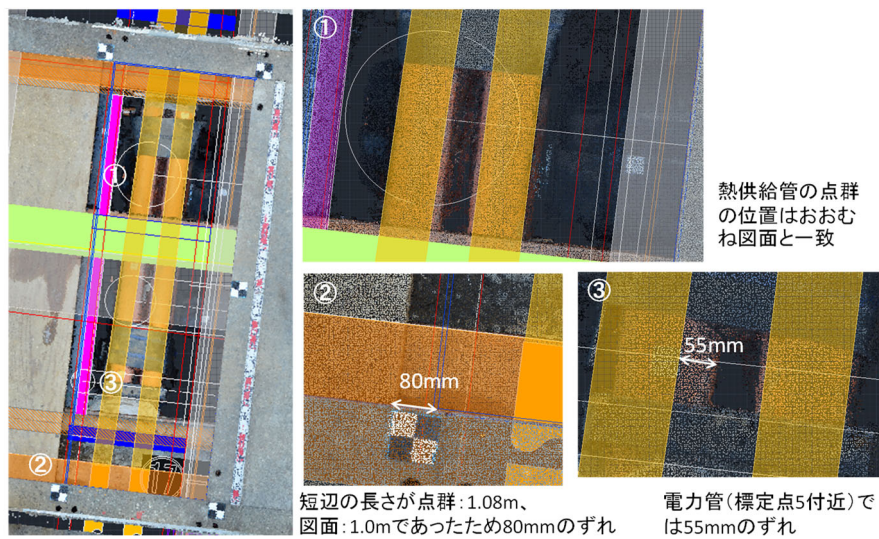 ①
①
熱供給管の点群
の位置はおおむ
ね図面と一致
③
②
②
80mm
短辺の長さが点群:1.08m、
図面:1.0mであったため80mmのずれ
③
55mm
電力管(標定点5付近)で
は55mmのずれ